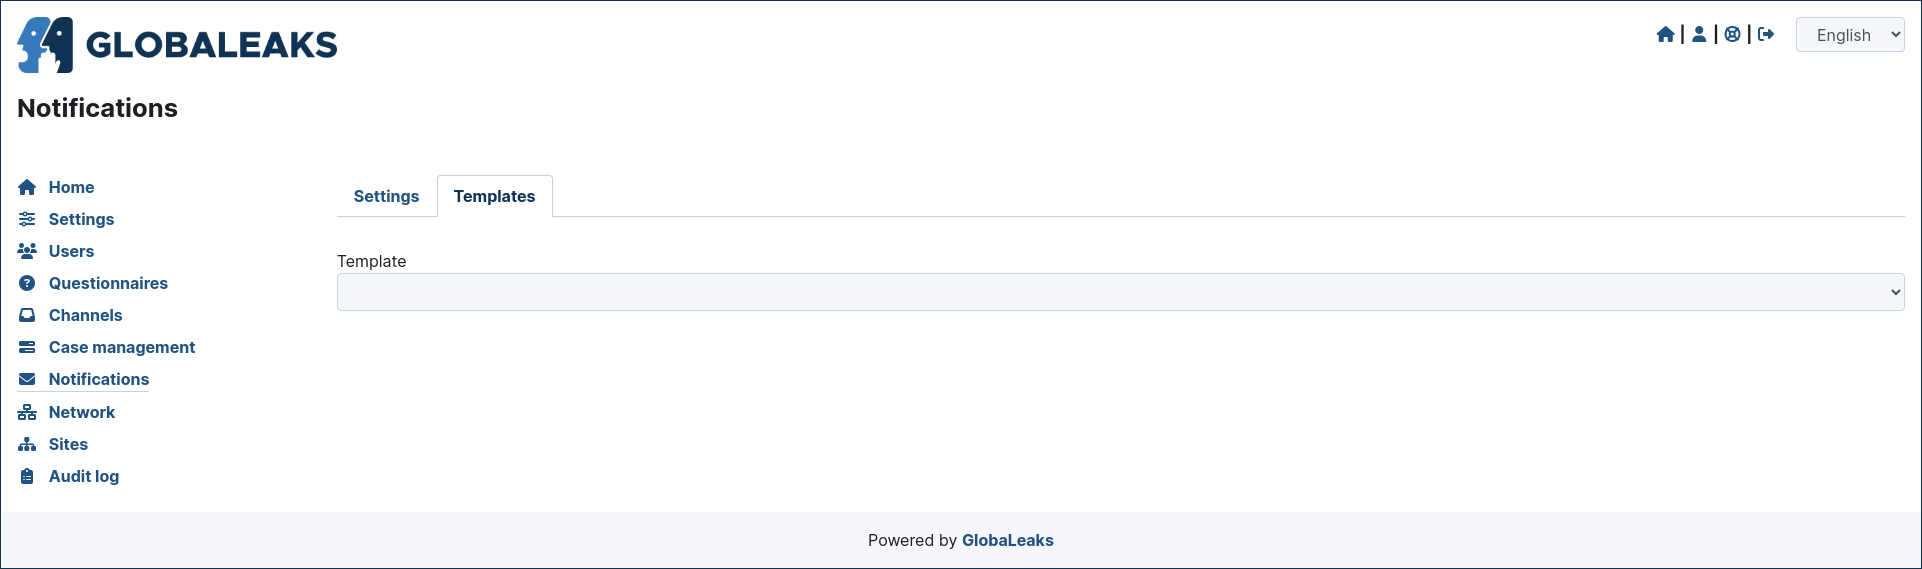 GLOBALEAKS
| | |
English
Notifications
Home
Settings
Users
Questionnaires
Channels
Case management
Notifications
Network
Sites
Audit log
Settings
Templates
Template
Powered by GlobaLeaks